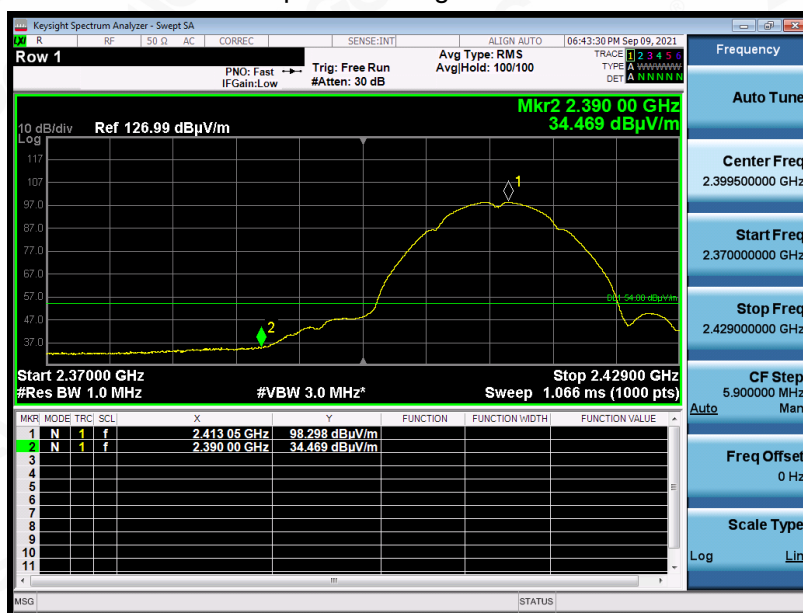 Keysight Spectrum Analyzer - Swept SA
LXI R RF 50 Ω AC CORREC SENSE:INT ALIGN AUTO 06:43:30 PM Sep 09, 2021
Row 1
PNO: Fast
IFGain:Low
Trig: Free Run
#Atten: 30 dB
Avg Type: RMS
Avg|Hold: 100/100
TRACE 1 2 3 4 5 6
TYPE A WWWWW
DET A N N N N N
Mkr2 2.390 00 GHz
34.469 dBµV/m
10 dB/div Ref 126.99 dBµV/m
Log
117
107
97.0
87.0
77.0
67.0
57.0
47.0
37.0
1
2
DL1 54.00 dBµV/m
Start 2.37000 GHz Stop 2.42900 GHz
#Res BW 1.0 MHz #VBW 3.0 MHz* Sweep 1.066 ms (1000 pts)
MKR MODE TRC SCL X Y FUNCTION FUNCTION WIDTH FUNCTION VALUE
1 N 1 f 2.413 05 GHz 98.298 dBµV/m
2 N 1 f 2.390 00 GHz 34.469 dBµV/m
3
4
5
6
7
8
9
10
11
MSG STATUS
Frequency
Auto Tune
Center Freq
2.399500000 GHz
Start Freq
2.370000000 GHz
Stop Freq
2.429000000 GHz
CF Step
5.900000 MHz
Auto Man
Freq Offset
0 Hz
Scale Type
Log Lin